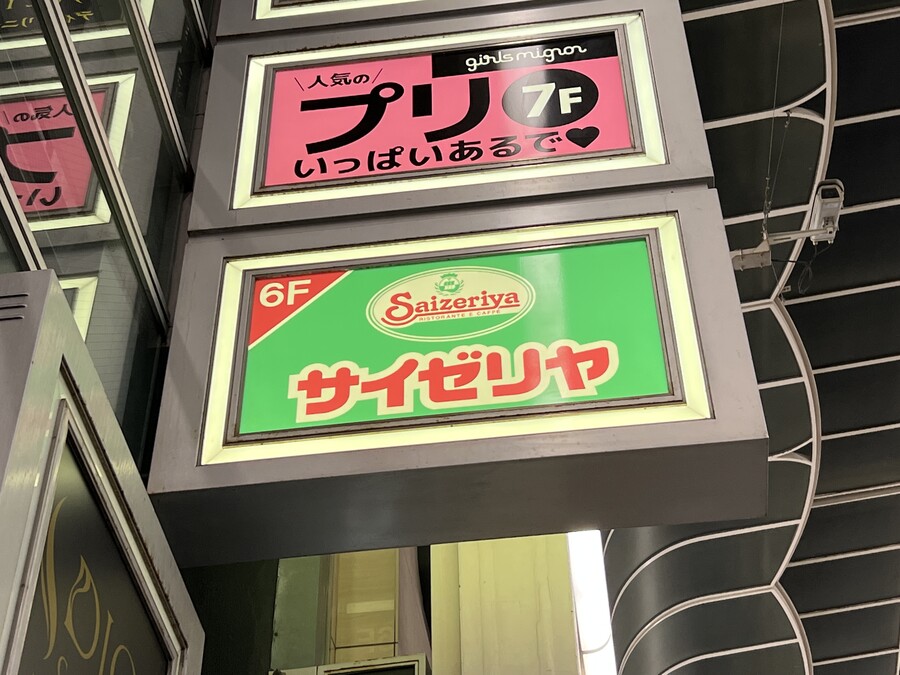 girls mignon
\人気の/
プリ 7F
いっぱいあるで♥
6F
Saizeriya
RISTORANTE E CAFFÈ
サイゼリヤ